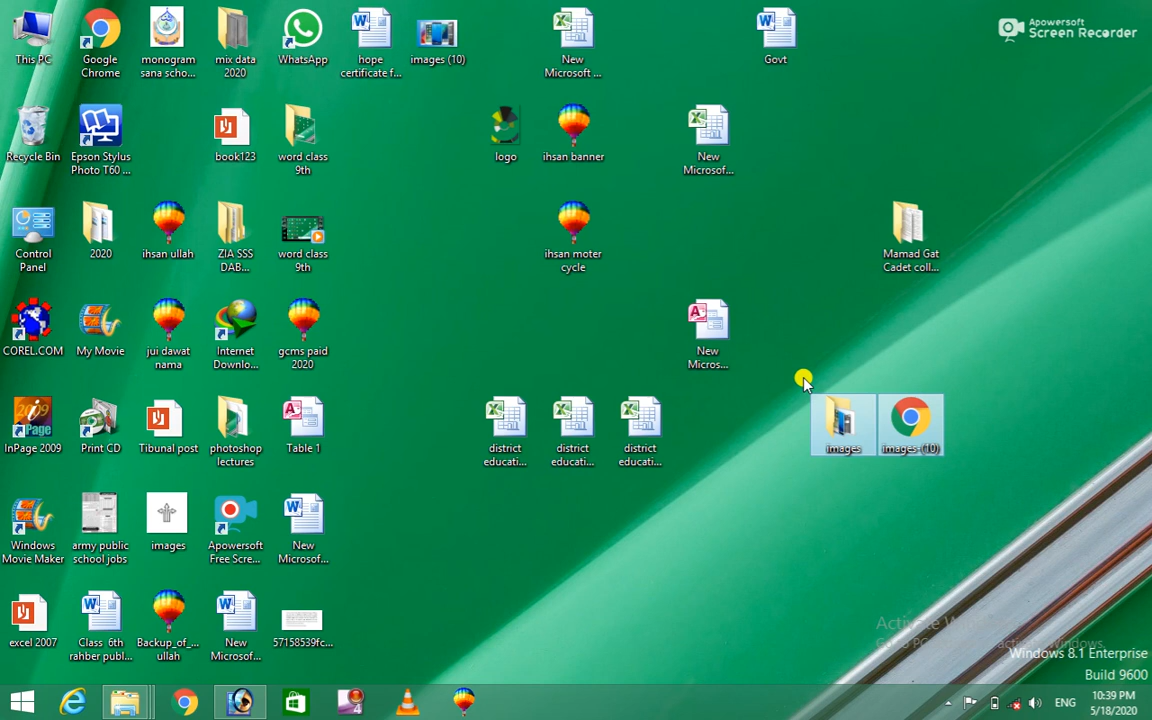 Apowersoft
Screen Recorder
This PC
Google
Chrome
monogram
sana scho...
mix data
2020
WhatsApp
hope
certificate f...
images (10)
New
Microsoft ...
Govt
Recycle Bin
Epson Stylus
Photo T60 ...
book123
word class
9th
logo
ihsan banner
New
Microsof...
Control
Panel
2020
ihsan ullah
ZIA SSS
DAB...
word class
9th
ihsan moter
cycle
Mamad Gat
Cadet coll...
COREL.COM
My Movie
jui dawat
nama
Internet
Downlo...
gcms paid
2020
New
Micros...
InPage 2009
Print CD
Tibunal post
photoshop
lectures
Table 1
district
educati...
district
educati...
district
educati...
images
images (10)
Windows
Movie Maker
army public
school jobs
images
Apowersoft
Free Scre...
New
Microsof...
excel 2007
Class 6th
rahber publ...
Backup_of_...
ullah
New
Microsof...
57158539fc...
Activate
Windows.
Windows 8.1 Enterprise
Build 9600
ENG
10:39 PM
5/18/2020